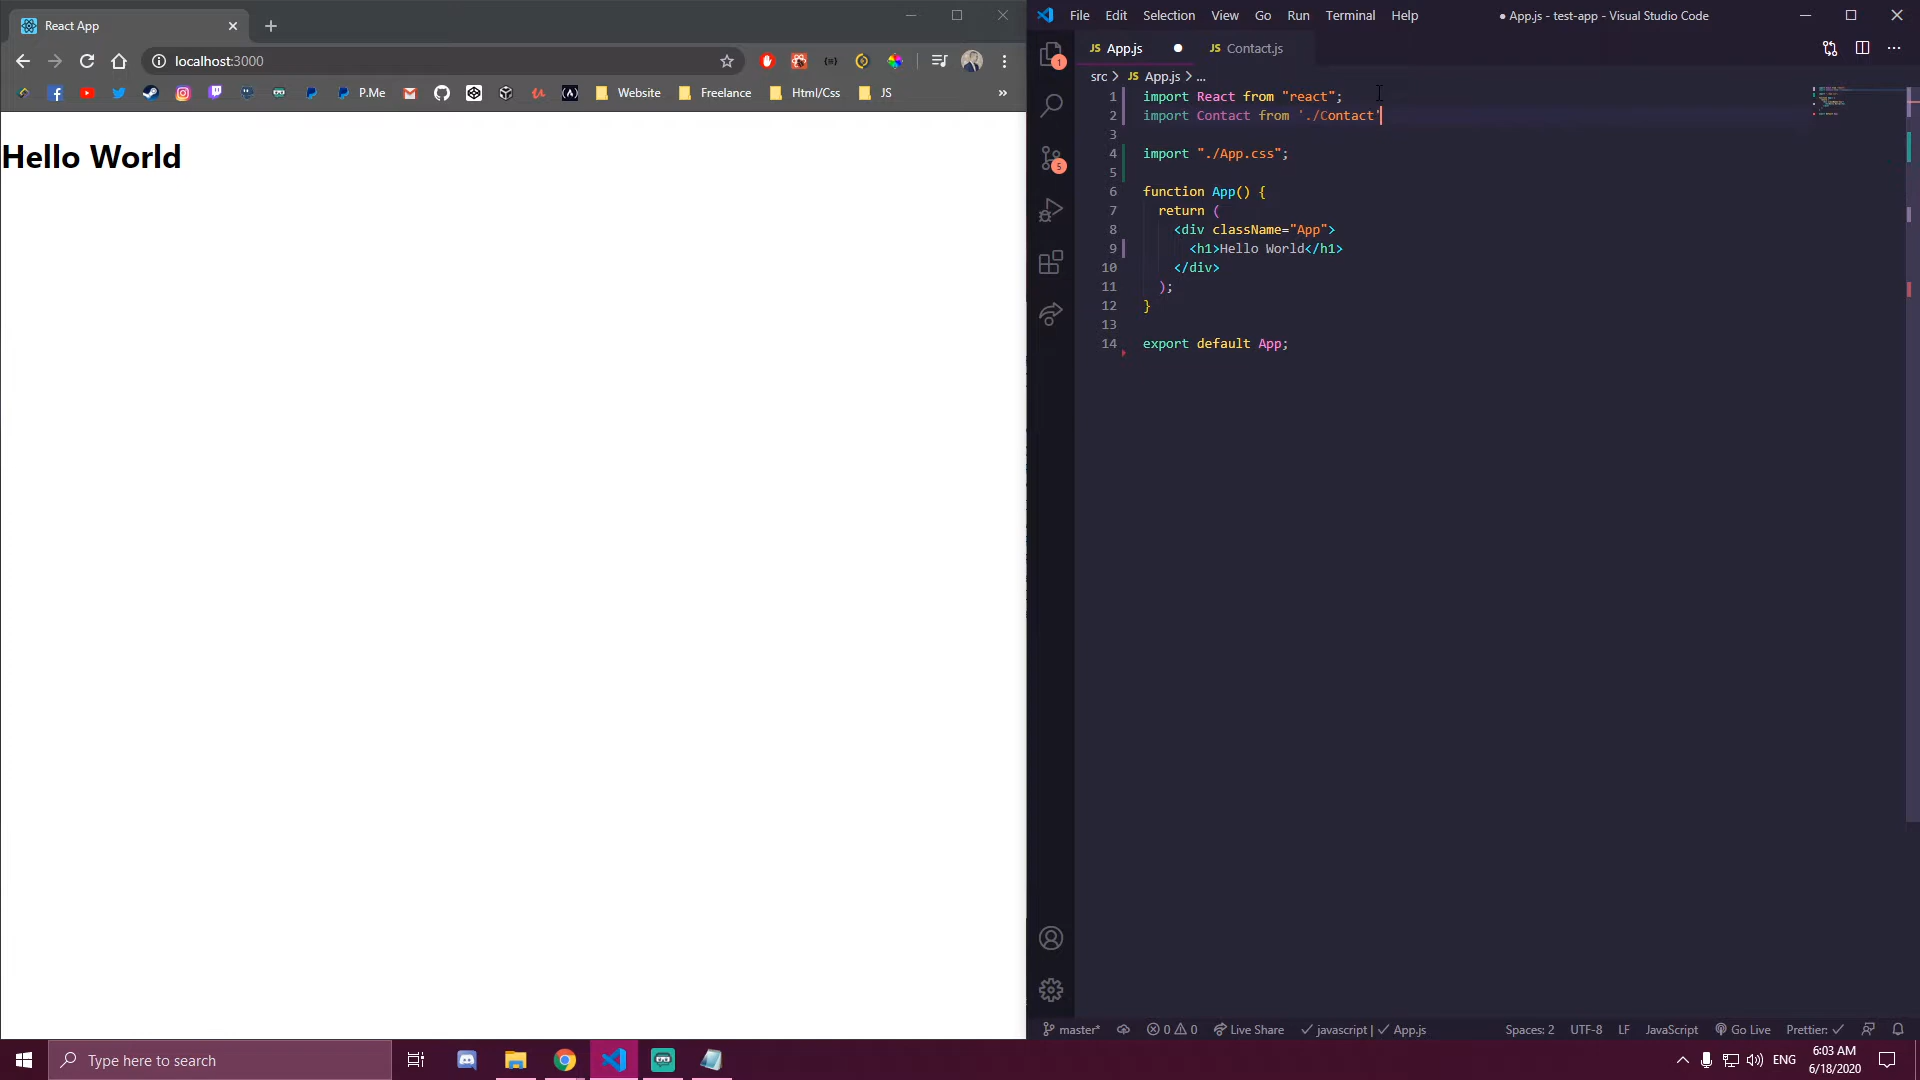 React App
localhost:3000
P.Me
Website
Freelance
Html/Css
JS
»
Hello World
File Edit Selection View Go Run Terminal Help
● App.js - test-app - Visual Studio Code
JS App.js ●
JS Contact.js
src > JS App.js > ...
1 import React from "react";
2 import Contact from './Contact'
3
4 import "./App.css";
5
6 function App() {
7 return (
8 <div className="App">
9 <h1>Hello World</h1>
10 </div>
11 );
12 }
13
14 export default App;
1
5
master*
0 0
Live Share
javascript | App.js
Spaces: 2
UTF-8
LF
JavaScript
Go Live
Prettier: ✓
Type here to search
ENG
6:03 AM
6/18/2020